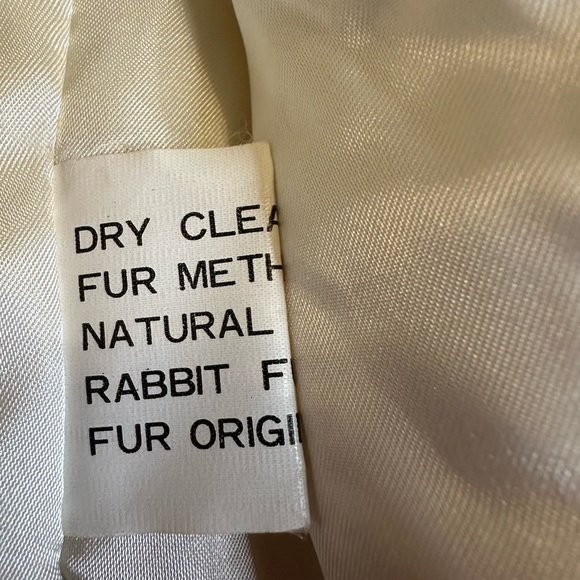 DRY CLEA
FUR METH
NATURAL
RABBIT F
FUR ORIGI